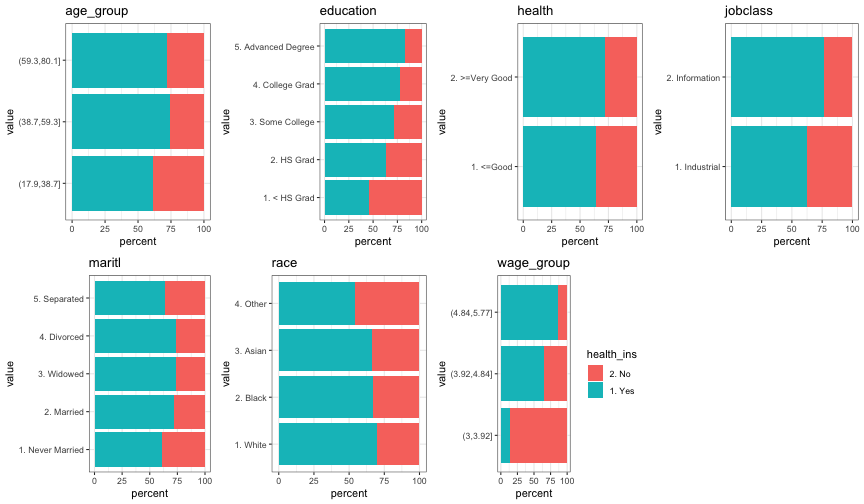 age_group
value
(59.3,80.1]
(38.7,59.3]
(17.9,38.7]
0 25 50 75 100
percent
education
value
5. Advanced Degree
4. College Grad
3. Some College
2. HS Grad
1. < HS Grad
0 25 50 75 100
percent
health
value
2. >=Very Good
1. <=Good
0 25 50 75 100
percent
jobclass
value
2. Information
1. Industrial
0 25 50 75 100
percent
maritl
value
5. Separated
4. Divorced
3. Widowed
2. Married
1. Never Married
0 25 50 75 100
percent
race
value
4. Other
3. Asian
2. Black
1. White
0 25 50 75 100
percent
wage_group
value
(4.84,5.77]
(3.92,4.84]
(3,3.92]
0 25 50 75 100
percent
health_ins
2. No
1. Yes